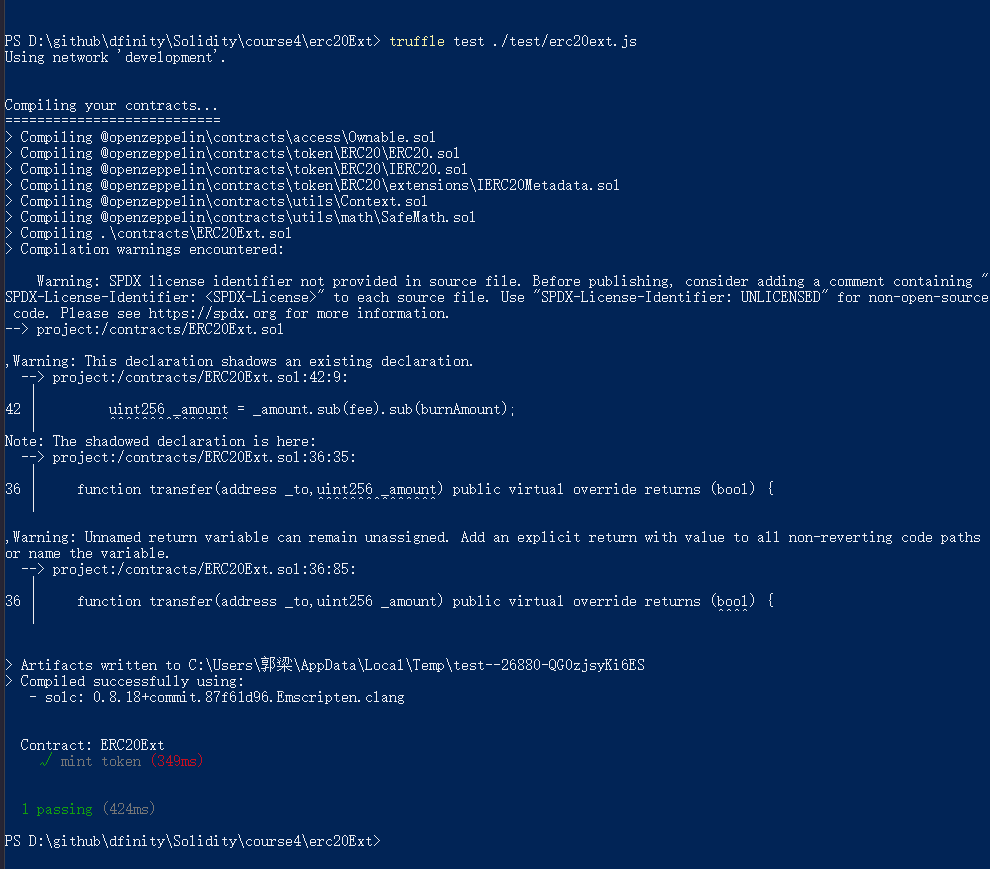 PS D:\github\dfinity\Solidity\course4\erc20Ext> truffle test ./test/erc20ext.js
Using network 'development'.
Compiling your contracts...
===========================
> Compiling @openzeppelin\contracts\access\Ownable.sol
> Compiling @openzeppelin\contracts\token\ERC20\ERC20.sol
> Compiling @openzeppelin\contracts\token\ERC20\IERC20.sol
> Compiling @openzeppelin\contracts\token\ERC20\extensions\IERC20Metadata.sol
> Compiling @openzeppelin\contracts\utils\Context.sol
> Compiling @openzeppelin\contracts\utils\math\SafeMath.sol
> Compiling .\contracts\ERC20Ext.sol
> Compilation warnings encountered:
Warning: SPDX license identifier not provided in source file. Before publishing, consider adding a comment containing "
SPDX-License-Identifier: <SPDX-License>" to each source file. Use "SPDX-License-Identifier: UNLICENSED" for non-open-source
code. Please see https://spdx.org for more information.
--> project:/contracts/ERC20Ext.sol
,Warning: This declaration shadows an existing declaration.
--> project:/contracts/ERC20Ext.sol:42:9:
|
42 |         uint256 _amount = _amount.sub(fee).sub(burnAmount);
|         ^^^^^^^^^^^^^^^
Note: The shadowed declaration is here:
--> project:/contracts/ERC20Ext.sol:36:35:
|
36 |     function transfer(address _to,uint256 _amount) public virtual override returns (bool) {
|                                   ^^^^^^^^^^^^^^^
,Warning: Unnamed return variable can remain unassigned. Add an explicit return with value to all non-reverting code paths
or name the variable.
--> project:/contracts/ERC20Ext.sol:36:85:
|
36 |     function transfer(address _to,uint256 _amount) public virtual override returns (bool) {
|                                                                                     ^^^^
> Artifacts written to C:\Users\郭梁\AppData\Local\Temp\test--26880-QG0zjsyKi6ES
> Compiled successfully using:
- solc: 0.8.18+commit.87f61d96.Emscripten.clang
Contract: ERC20Ext
√ mint token (349ms)
1 passing (424ms)
PS D:\github\dfinity\Solidity\course4\erc20Ext>